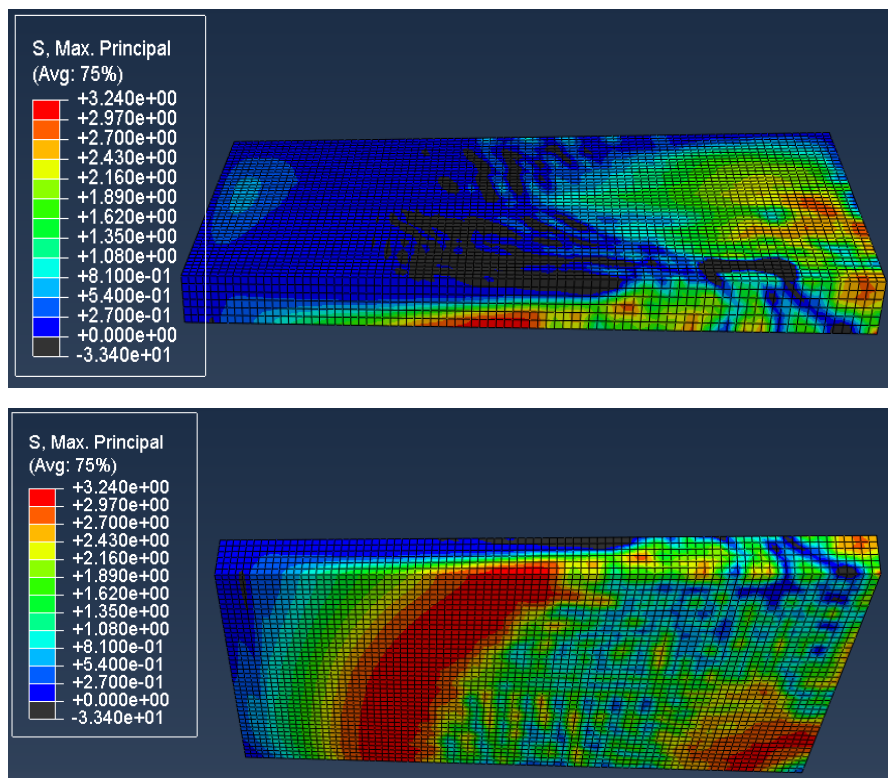 S, Max. Principal
(Avg: 75%)
+3.240e+00
+2.970e+00
+2.700e+00
+2.430e+00
+2.160e+00
+1.890e+00
+1.620e+00
+1.350e+00
+1.080e+00
+8.100e-01
+5.400e-01
+2.700e-01
+0.000e+00
-3.340e+01
S, Max. Principal
(Avg: 75%)
+3.240e+00
+2.970e+00
+2.700e+00
+2.430e+00
+2.160e+00
+1.890e+00
+1.620e+00
+1.350e+00
+1.080e+00
+8.100e-01
+5.400e-01
+2.700e-01
+0.000e+00
-3.340e+01